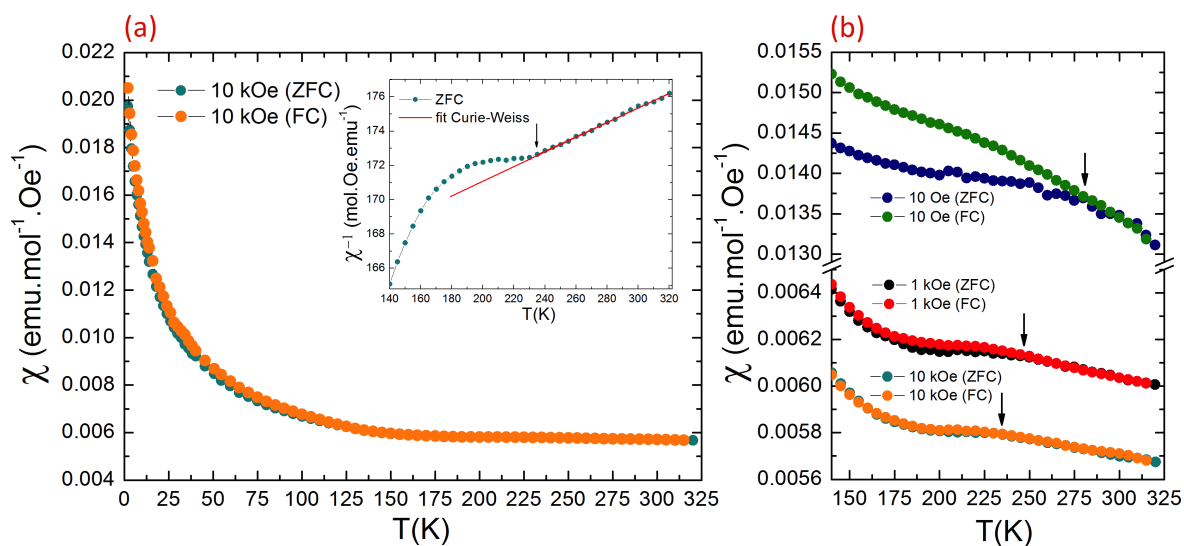 (a)
0.022
0.020
0.018
0.016
0.014
0.012
0.010
0.008
0.006
0.004
χ (emu.mol⁻¹.Oe⁻¹)
10 kOe (ZFC)
10 kOe (FC)
0 25 50 75 100 125 150 175 200 225 250 275 300 325
T(K)
ZFC
fit Curie-Weiss
176
174
172
170
168
166
χ⁻¹ (mol.Oe.emu⁻¹)
140 160 180 200 220 240 260 280 300 320
T(K)
(b)
0.0155
0.0145
0.0135
0.0130
0.0064
0.0062
0.0060
0.0058
0.0056
χ (emu.mol⁻¹.Oe⁻¹)
10 Oe (ZFC)
10 Oe (FC)
1 kOe (ZFC)
1 kOe (FC)
10 kOe (ZFC)
10 kOe (FC)
150 175 200 225 250 275 300 325
T(K)